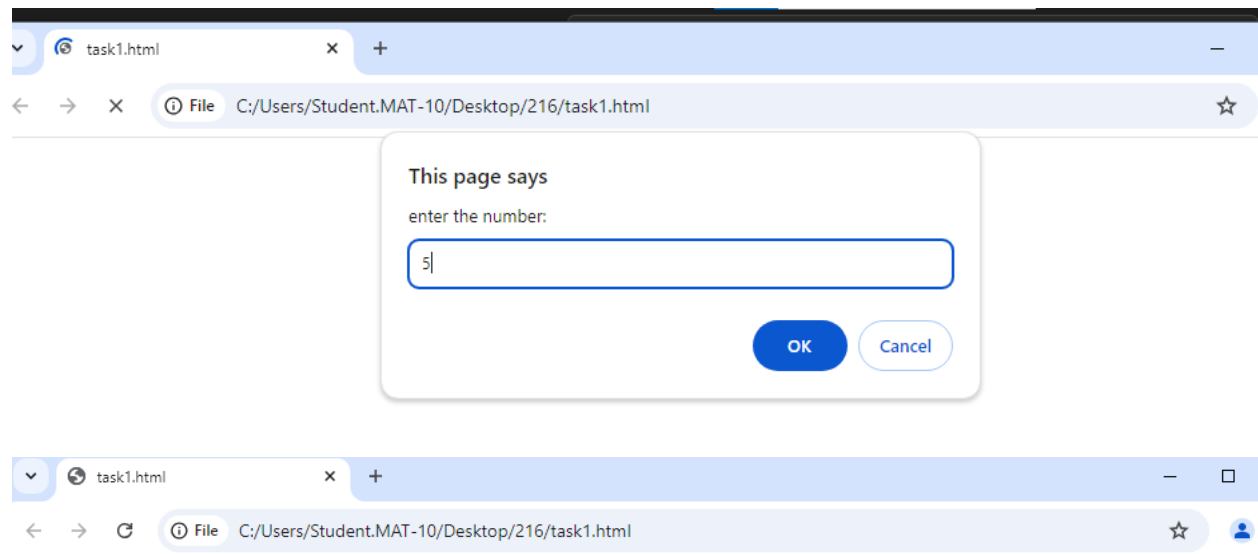 task1.html
File C:/Users/Student.MAT-10/Desktop/216/task1.html
This page says
enter the number:
5
OK Cancel
task1.html
File C:/Users/Student.MAT-10/Desktop/216/task1.html